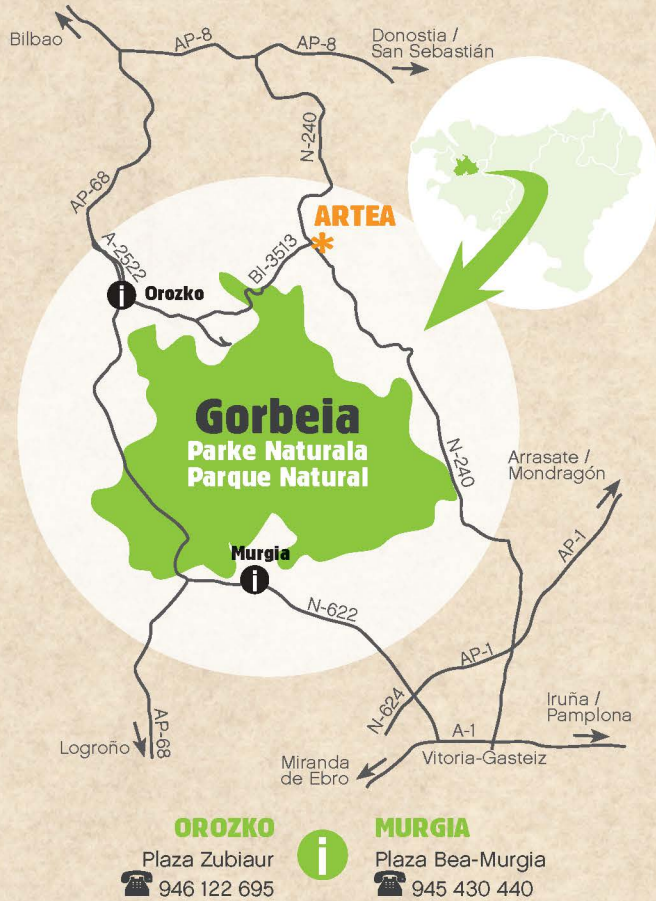 Bilbao
AP-8
AP-8
Donostia /
San Sebastián
N-240
AP-68
ARTEA
*
A-2522
BI-3513
i
Orozko
Gorbeia
Parke Naturala
Parque Natural
N-240
Arrasate /
Mondragón
AP-1
Murgia
i
N-622
AP-1
N-624
Iruña /
Pamplona
A-1
AP-68
Logroño
Miranda
de Ebro
Vitoria-Gasteiz
OROZKO
Plaza Zubiaur
☎ 946 122 695
i
MURGIA
Plaza Bea-Murgia
☎ 945 430 440